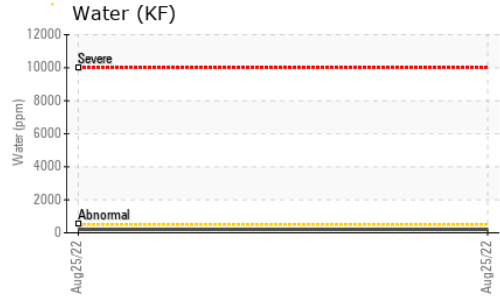 Water (KF)
12000
10000
8000
6000
4000
2000
0
Water (ppm)
Severe
Abnormal
Aug25/22
Aug25/22